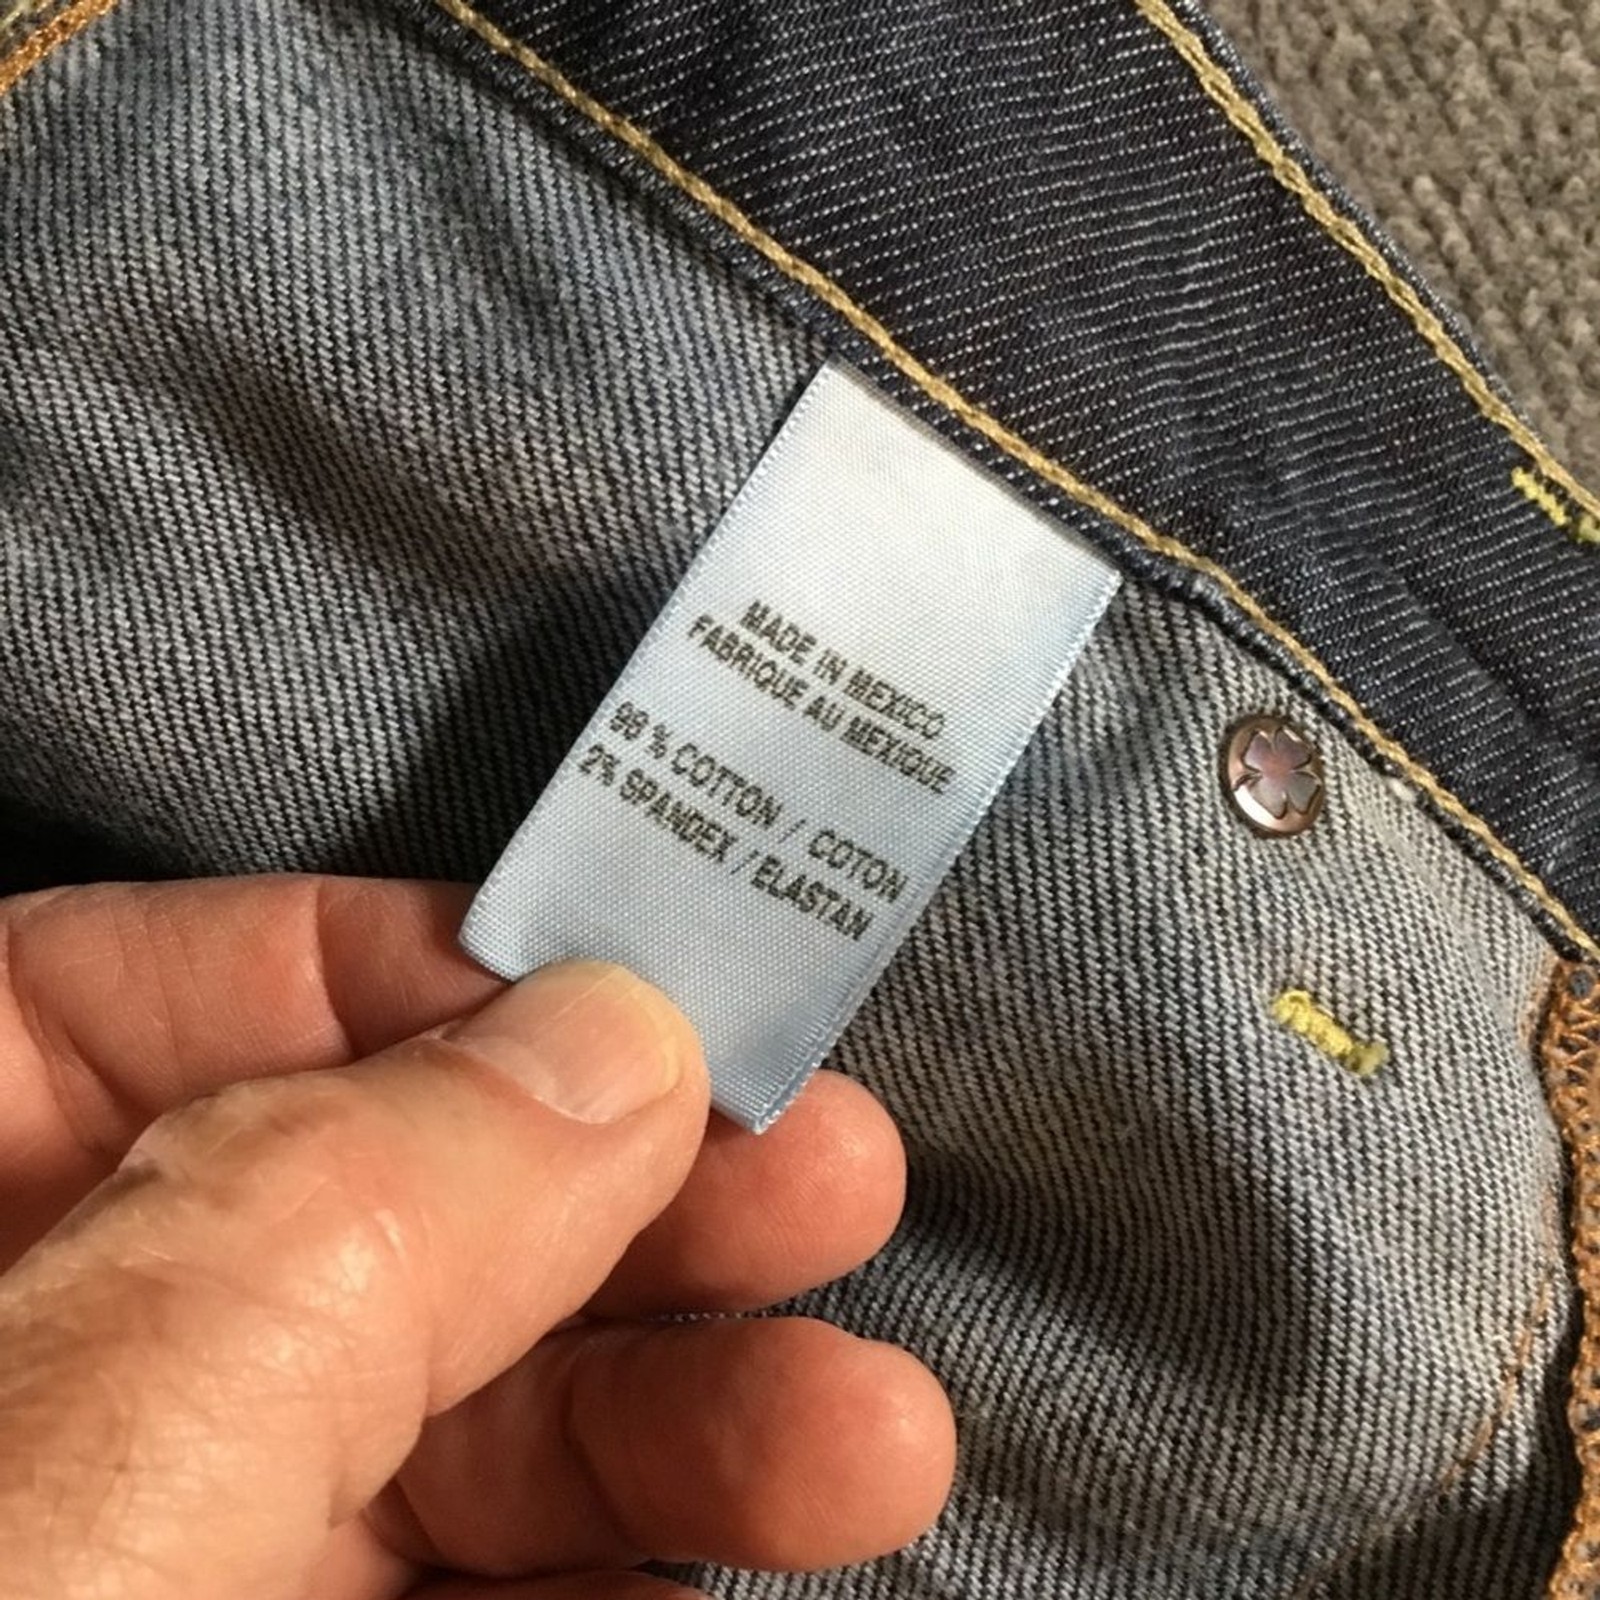 MADE IN MEXICO
FABRIQUE AU MEXIQUE
98 % COTTON / COTON
2% SPANDEX / ELASTAN